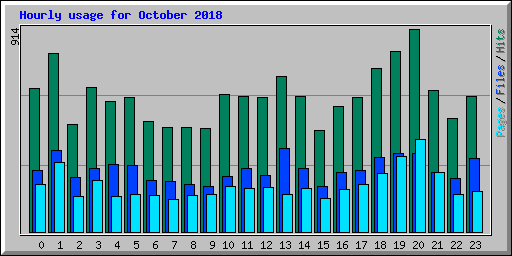 Hourly usage for October 2018
914
Pages/Files/Hits
0 1 2 3 4 5 6 7 8 9 10 11 12 13 14 15 16 17 18 19 20 21 22 23